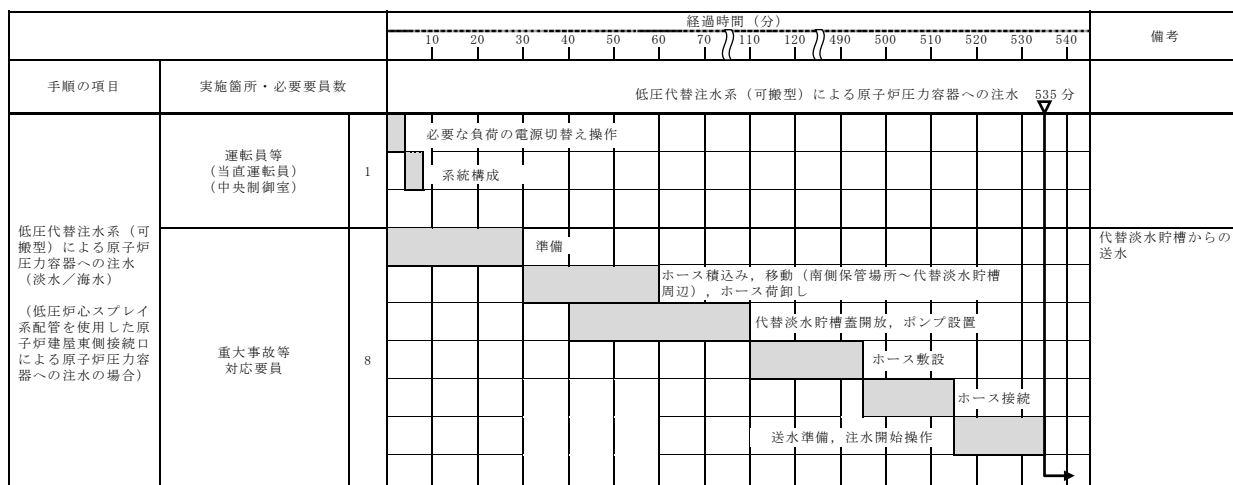 経過時間（分）
10 20 30 40 50 60 70 110 120 490 500 510 520 530 540
備考
手順の項目
実施箇所・必要要員数
低圧代替注水系（可搬型）による原子炉圧力容器への注水 535 分
低圧代替注水系（可
搬型）による原子炉
圧力容器への注水
（淡水／海水）
（低圧炉心スプレイ
系配管を使用した原
子炉建屋東側接続口
による原子炉圧力容
器への注水の場合）
運転員等
（当直運転員）
（中央制御室）
1
必要な負荷の電源切替え操作
系統構成
重大事故等
対応要員
8
準備
ホース積込み，移動（南側保管場所～代替淡水貯槽
周辺），ホース荷卸し
代替淡水貯槽蓋開放，ポンプ設置
ホース敷設
ホース接続
送水準備，注水開始操作
代替淡水貯槽からの
送水